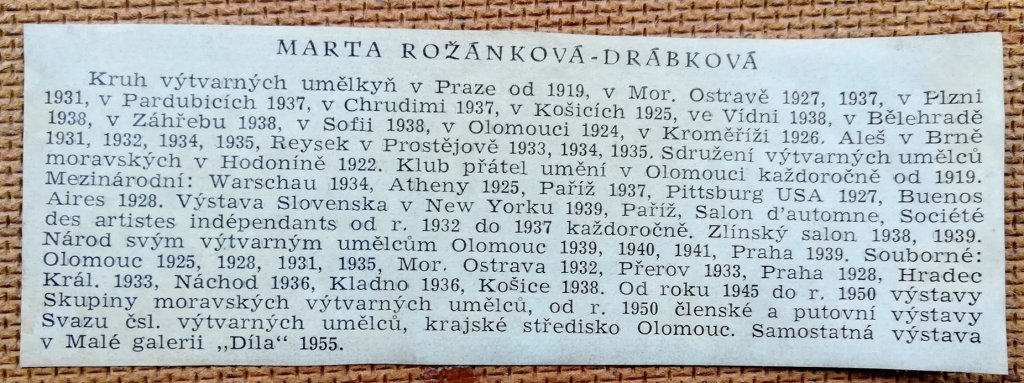 MARTA ROŽÁNKOVÁ-DRÁBKOVÁ
Kruh výtvarných umělkyň v Praze od 1919, v Mor. Ostravě 1927, 1937, v Plzni
1931, v Pardubicích 1937, v Chrudimi 1937, v Košicích 1925, ve Vídni 1938, v Bělehradě
1938, v Záhřebu 1938, v Sofii 1938, v Olomouci 1924, v Kroměříži 1926. Aleš v Brně
1931, 1932, 1934, 1935, Reysek v Prostějově 1933, 1934, 1935. Sdružení výtvarných umělců
moravských v Hodoníně 1922. Klub přátel umění v Olomouci každoročně od 1919.
Mezinárodní: Warschau 1934, Atheny 1925, Paříž 1937, Pittsburg USA 1927, Buenos
Aires 1928. Výstava Slovenska v New Yorku 1939, Paříž, Salon d'automne, Société
des artistes indépendants od r. 1932 do 1937 každoročně. Zlínský salon 1938, 1939.
Národ svým výtvarným umělcům Olomouc 1939, 1940, 1941, Praha 1939. Souborné:
Olomouc 1925, 1928, 1931, 1935, Mor. Ostrava 1932, Přerov 1933, Praha 1928, Hradec
Král. 1933, Náchod 1936, Kladno 1936, Košice 1938. Od roku 1945 do r. 1950 výstavy
Skupiny moravských výtvarných umělců, od r. 1950 členské a putovní výstavy
Svazu čsl. výtvarných umělců, krajské středisko Olomouc. Samostatná výstava
v Malé galerii „Díla“ 1955.